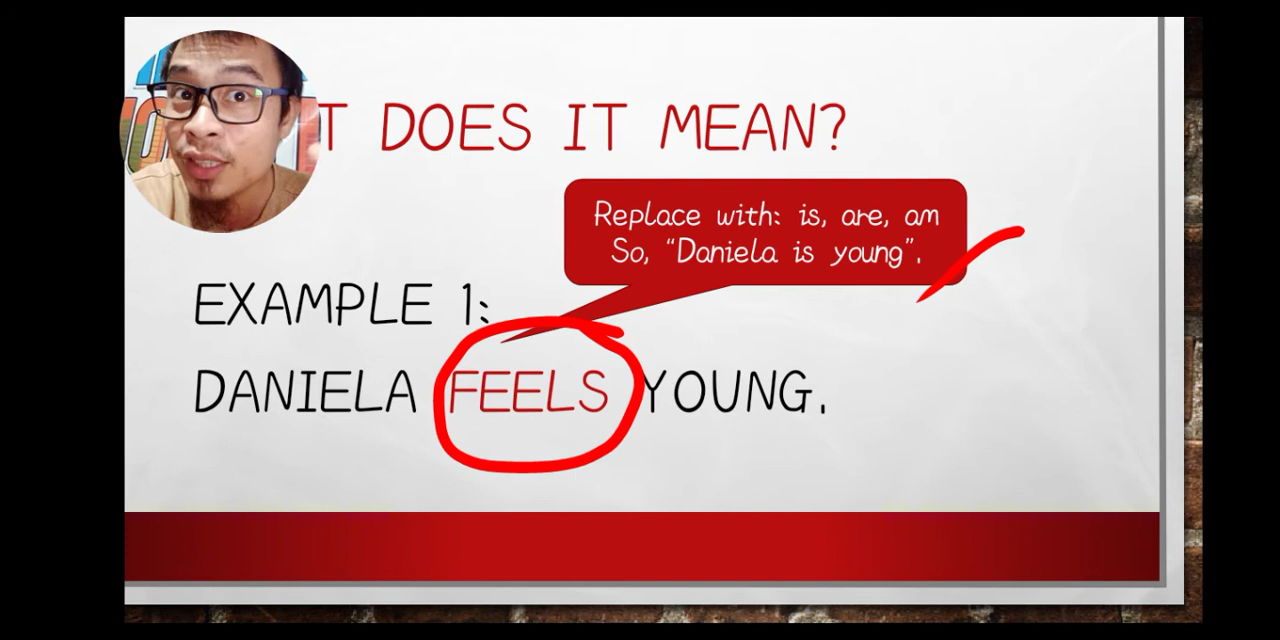 T DOES IT MEAN?
Replace with: is, are, am
So, “Daniela is young”.
EXAMPLE 1:
DANIELA FEELS YOUNG.